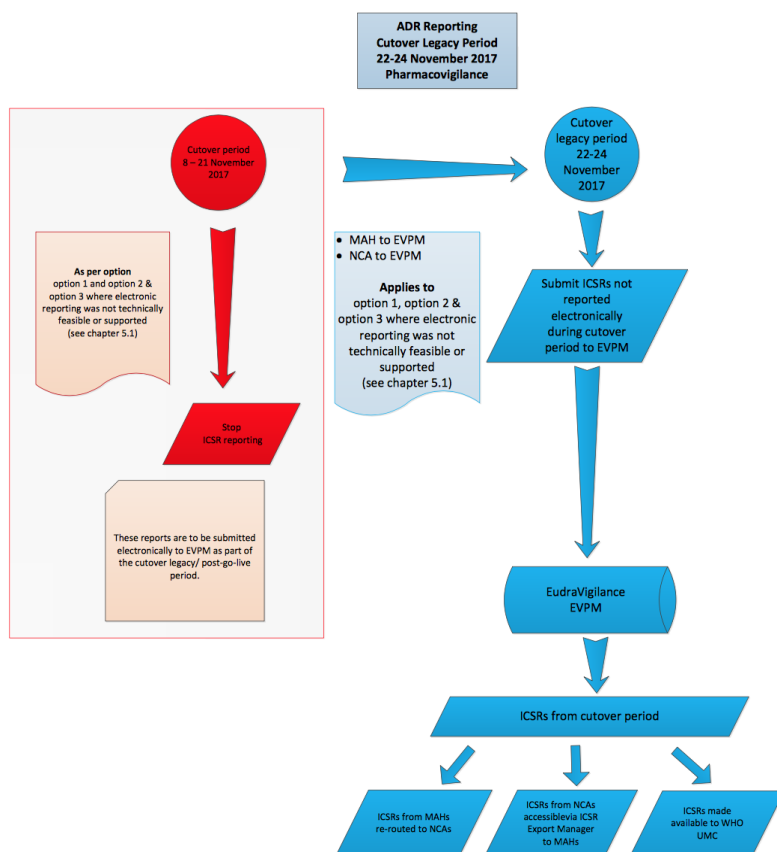 ADR Reporting
Cutover Legacy Period
22-24 November 2017
Pharmacovigilance
Cutover period
8 – 21 November
2017
As per option
option 1 and option 2 &
option 3 where electronic
reporting was not technically
feasible or supported
(see chapter 5.1)
Stop
ICSR reporting
These reports are to be submitted
electronically to EVPM as part of
the cutover legacy/ post-go-live
period.
Cutover
legacy period
22-24
November
2017
• MAH to EVPM
• NCA to EVPM
Applies to
option 1, option 2 &
option 3 where electronic
reporting was not
technically feasible or
supported
(see chapter 5.1)
Submit ICSRs not
reported
electronically
during cutover
period to EVPM
EudraVigilance
EVPM
ICSRs from cutover period
ICSRs from MAHs
re-routed to NCAs
ICSRs from NCAs
accessiblevia ICSR
Export Manager
to MAHs
ICSRs made
available to WHO
UMC